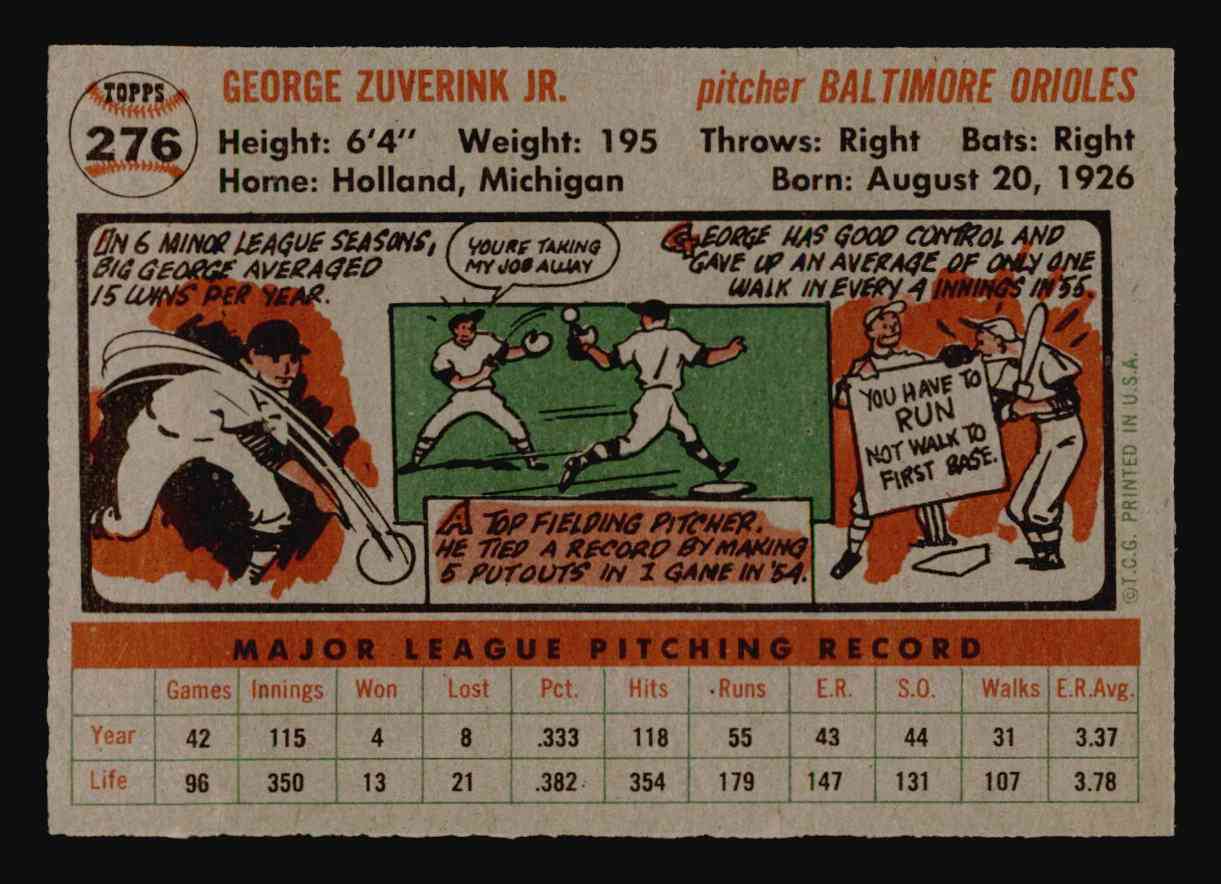 TOPPS
276
GEORGE ZUVERINK JR.
pitcher BALTIMORE ORIOLES
Height: 6'4" Weight: 195 Throws: Right Bats: Right
Home: Holland, Michigan Born: August 20, 1926
IN 6 MINOR LEAGUE SEASONS,
BIG GEORGE AVERAGED
15 WINS PER YEAR.
YOU'RE TAKING
MY JOB AWAY
A TOP FIELDING PITCHER.
HE TIED A RECORD BY MAKING
5 PUTOUTS IN 1 GAME IN '54.
GEORGE HAS GOOD CONTROL AND
GAVE UP AN AVERAGE OF ONLY ONE
WALK IN EVERY 4 INNINGS IN '55.
YOU HAVE TO
RUN
NOT WALK TO
FIRST BASE.
©T.C.G. PRINTED IN U.S.A.
MAJOR LEAGUE PITCHING RECORD
Games Innings Won Lost Pct. Hits Runs E.R. S.O. Walks E.R.Avg.
Year 42 115 4 8 .333 118 55 43 44 31 3.37
Life 96 350 13 21 .382 354 179 147 131 107 3.78